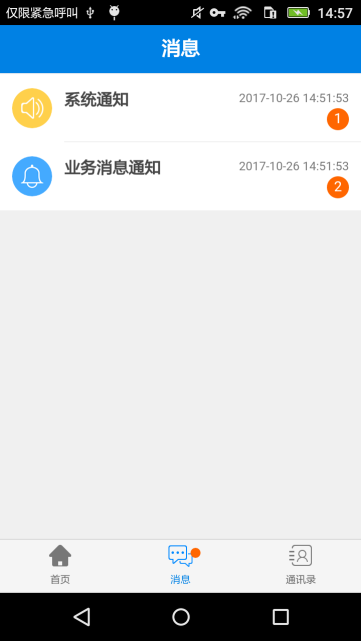 仅限紧急呼叫 14:57
消息
系统通知 2017-10-26 14:51:53
1
业务消息通知 2017-10-26 14:51:53
2
首页 消息 通讯录